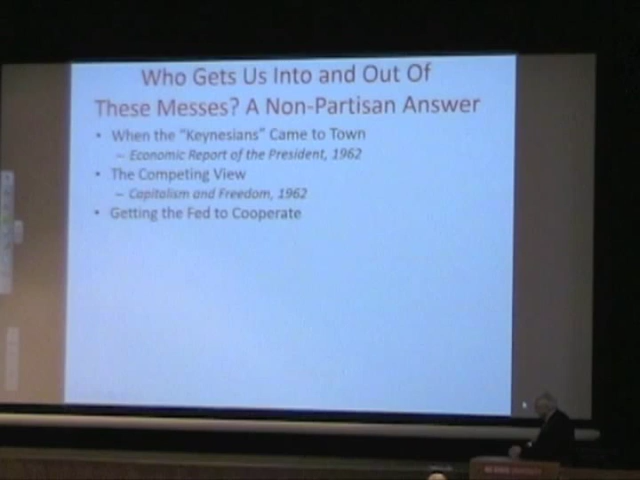 Who Gets Us Into and Out Of
These Messes? A Non-Partisan Answer
• When the "Keynesians" Came to Town
– Economic Report of the President, 1962
• The Competing View
– Capitalism and Freedom, 1962
• Getting the Fed to Cooperate